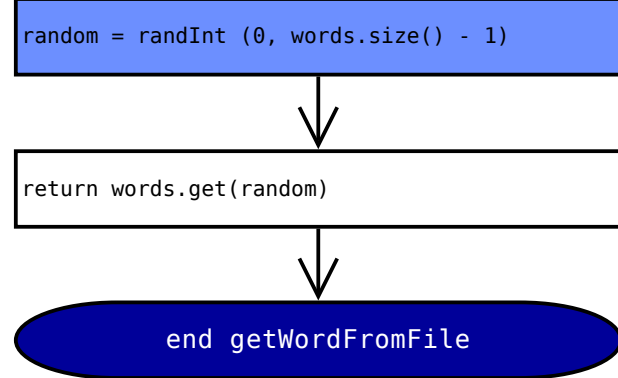 random = randInt (0, words.size() - 1)
return words.get(random)
end getWordFromFile